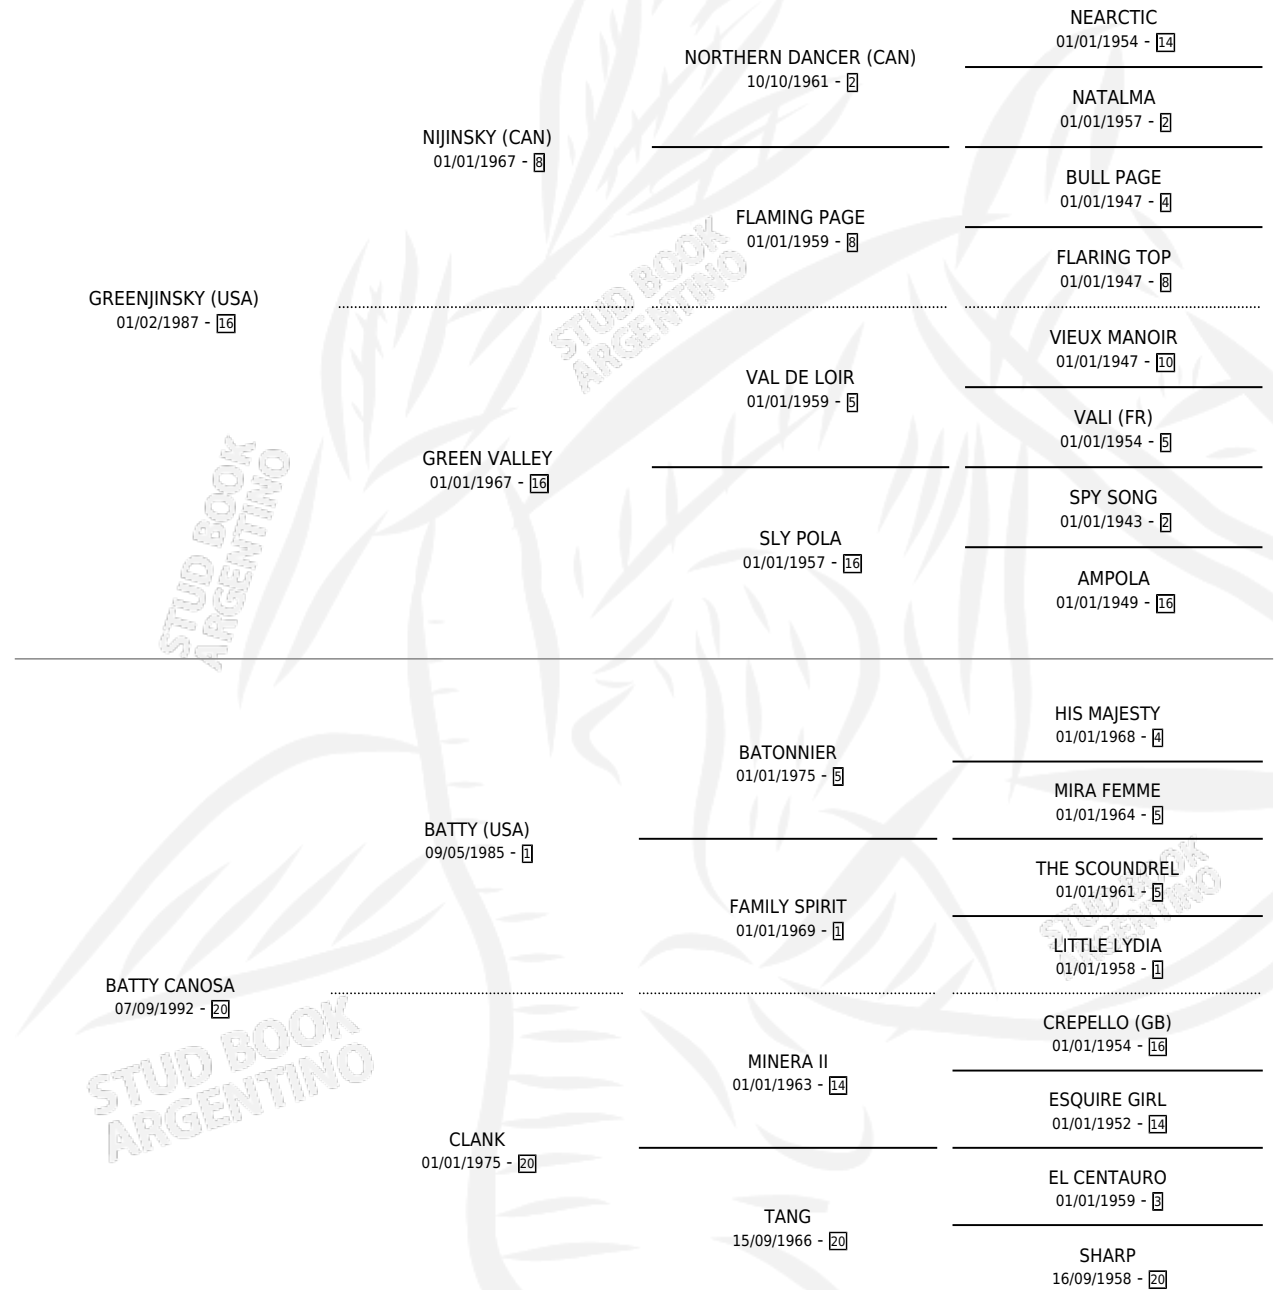 NEARCTIC
01/01/1954 - 14
NORTHERN DANCER (CAN)
10/10/1961 - 2
NATALMA
01/01/1957 - 2
NIJINSKY (CAN)
01/01/1967 - 8
BULL PAGE
01/01/1947 - 4
FLAMING PAGE
01/01/1959 - 8
FLARING TOP
01/01/1947 - 8
GREENJINSKY (USA)
01/02/1987 - 16
VIEUX MANOIR
01/01/1947 - 10
VAL DE LOIR
01/01/1959 - 5
VALI (FR)
01/01/1954 - 5
GREEN VALLEY
01/01/1967 - 16
SPY SONG
01/01/1943 - 2
SLY POLA
01/01/1957 - 16
AMPOLA
01/01/1949 - 16
HIS MAJESTY
01/01/1968 - 4
BATONNIER
01/01/1975 - 5
MIRA FEMME
01/01/1964 - 5
BATTY (USA)
09/05/1985 - 1
THE SCOUNDREL
01/01/1961 - 5
FAMILY SPIRIT
01/01/1969 - 1
LITTLE LYDIA
01/01/1958 - 1
BATTY CANOSA
07/09/1992 - 20
CREPELLO (GB)
01/01/1954 - 16
MINERA II
01/01/1963 - 14
ESQUIRE GIRL
01/01/1952 - 14
CLANK
01/01/1975 - 20
EL CENTAURO
01/01/1959 - 3
TANG
15/09/1966 - 20
SHARP
16/09/1958 - 20
STUD BOOK
ARGENTINO
STUD BOOK
ARGENTINO
STUD BOOK
ARGENTINO
STUD BOOK
ARGENTINO